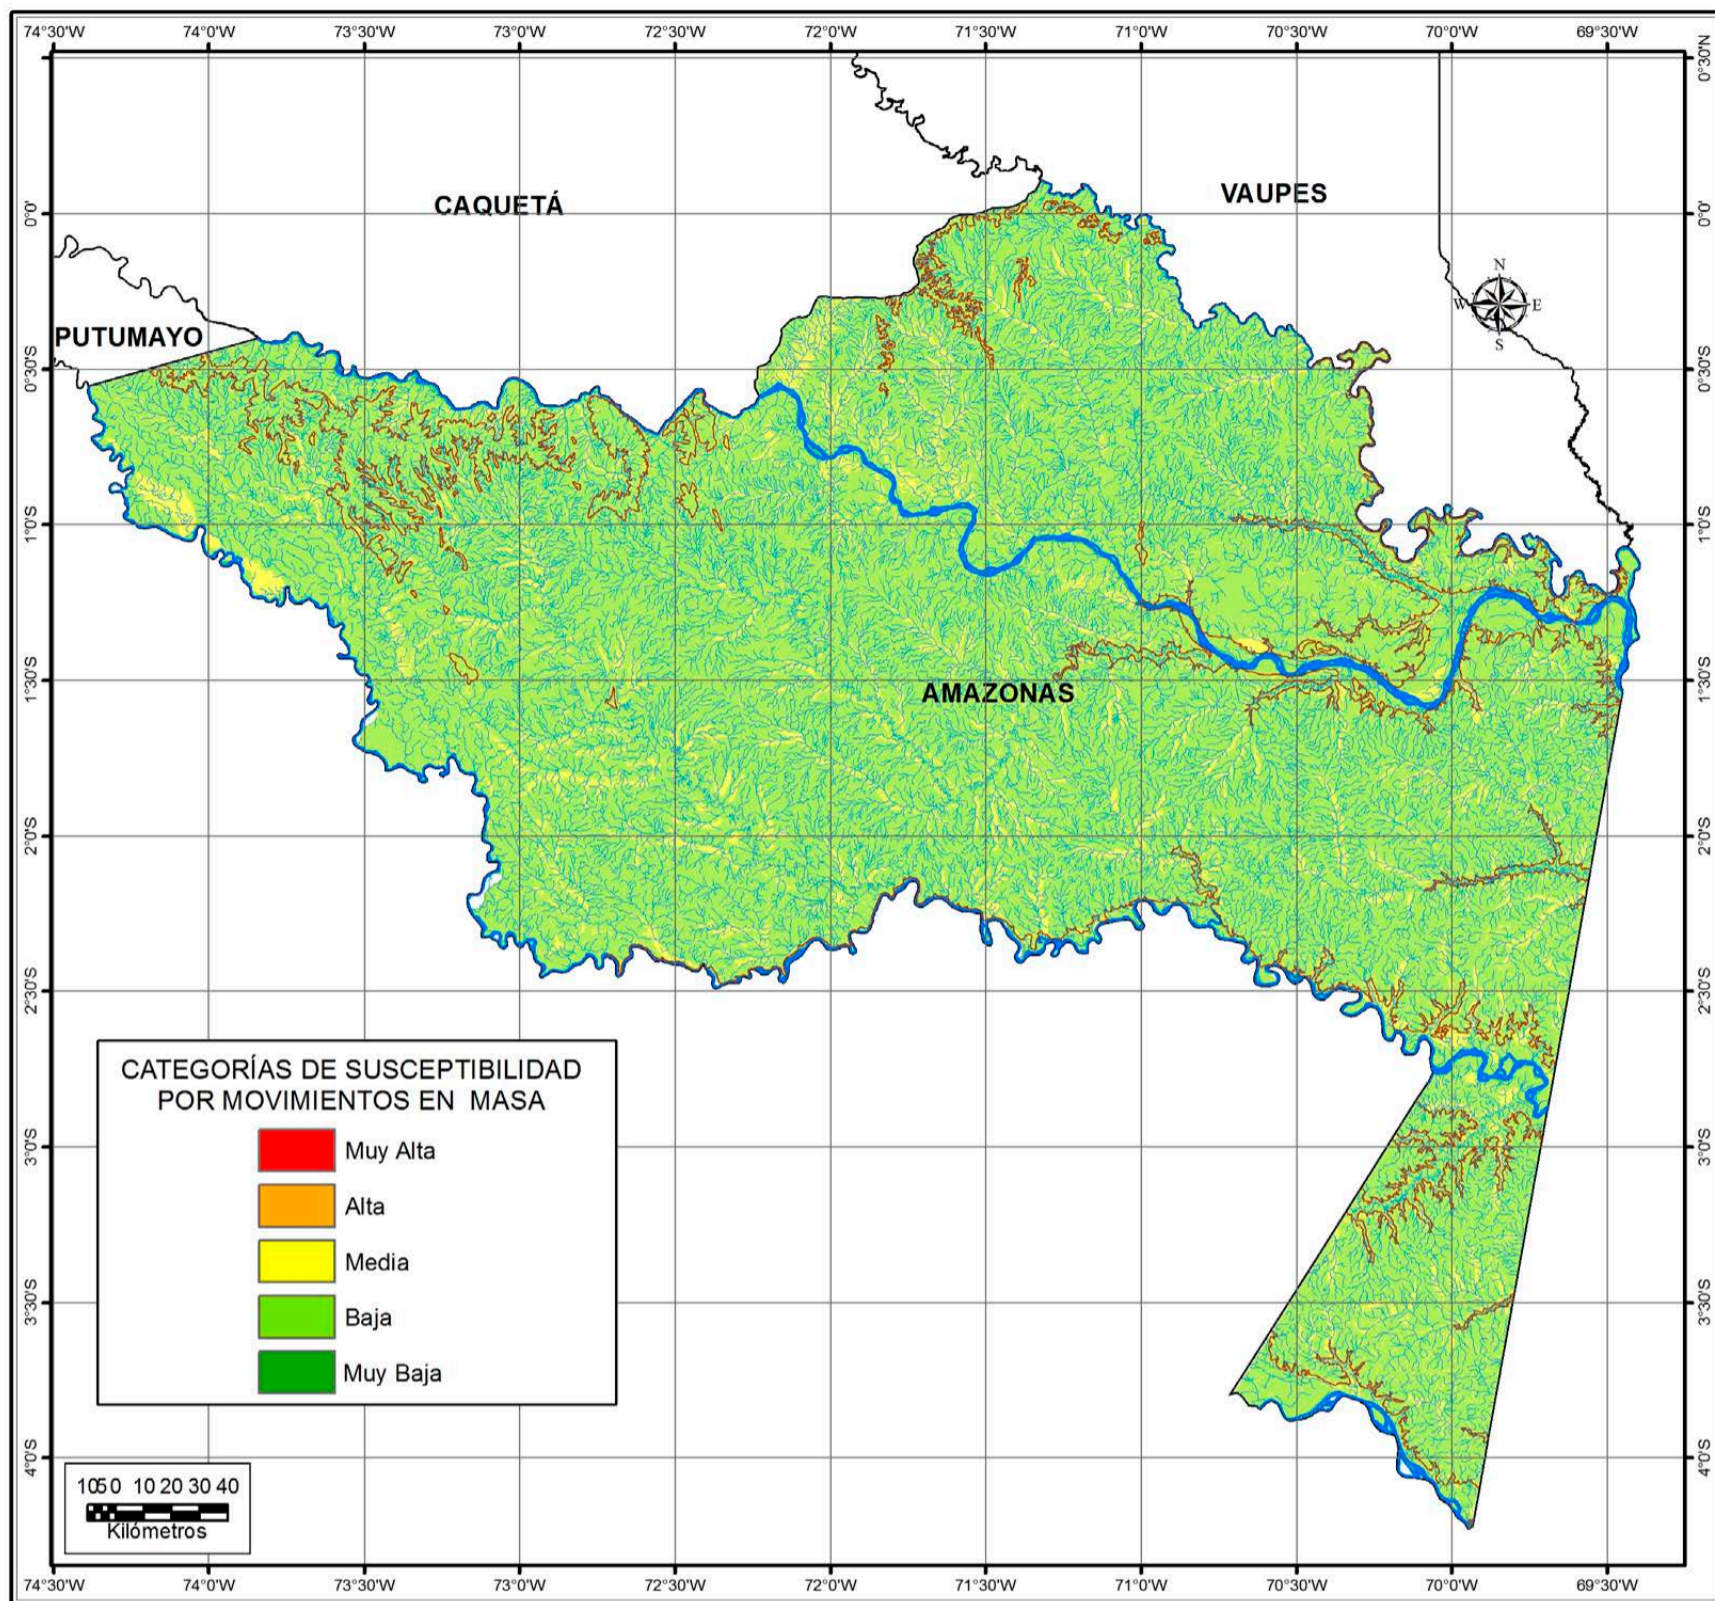 74°30'W 74°0'W 73°30'W 73°0'W 72°30'W 72°0'W 71°30'W 71°0'W 70°30'W 70°0'W 69°30'W
0°30'N
CAQUETÁ
VAUPES
0°0' 0°0'
N
W E
S
PUTUMAYO
0°30'S 0°30'S
1°0'S 1°0'S
1°30'S 1°30'S
AMAZONAS
2°0'S 2°0'S
2°30'S 2°30'S
CATEGORÍAS DE SUSCEPTIBILIDAD
POR MOVIMIENTOS EN MASA
Muy Alta
Alta
Media
Baja
Muy Baja
3°0'S 3°0'S
3°30'S 3°30'S
4°0'S 4°0'S
1050 10 20 30 40
Kilómetros
74°30'W 74°0'W 73°30'W 73°0'W 72°30'W 72°0'W 71°30'W 71°0'W 70°30'W 70°0'W 69°30'W